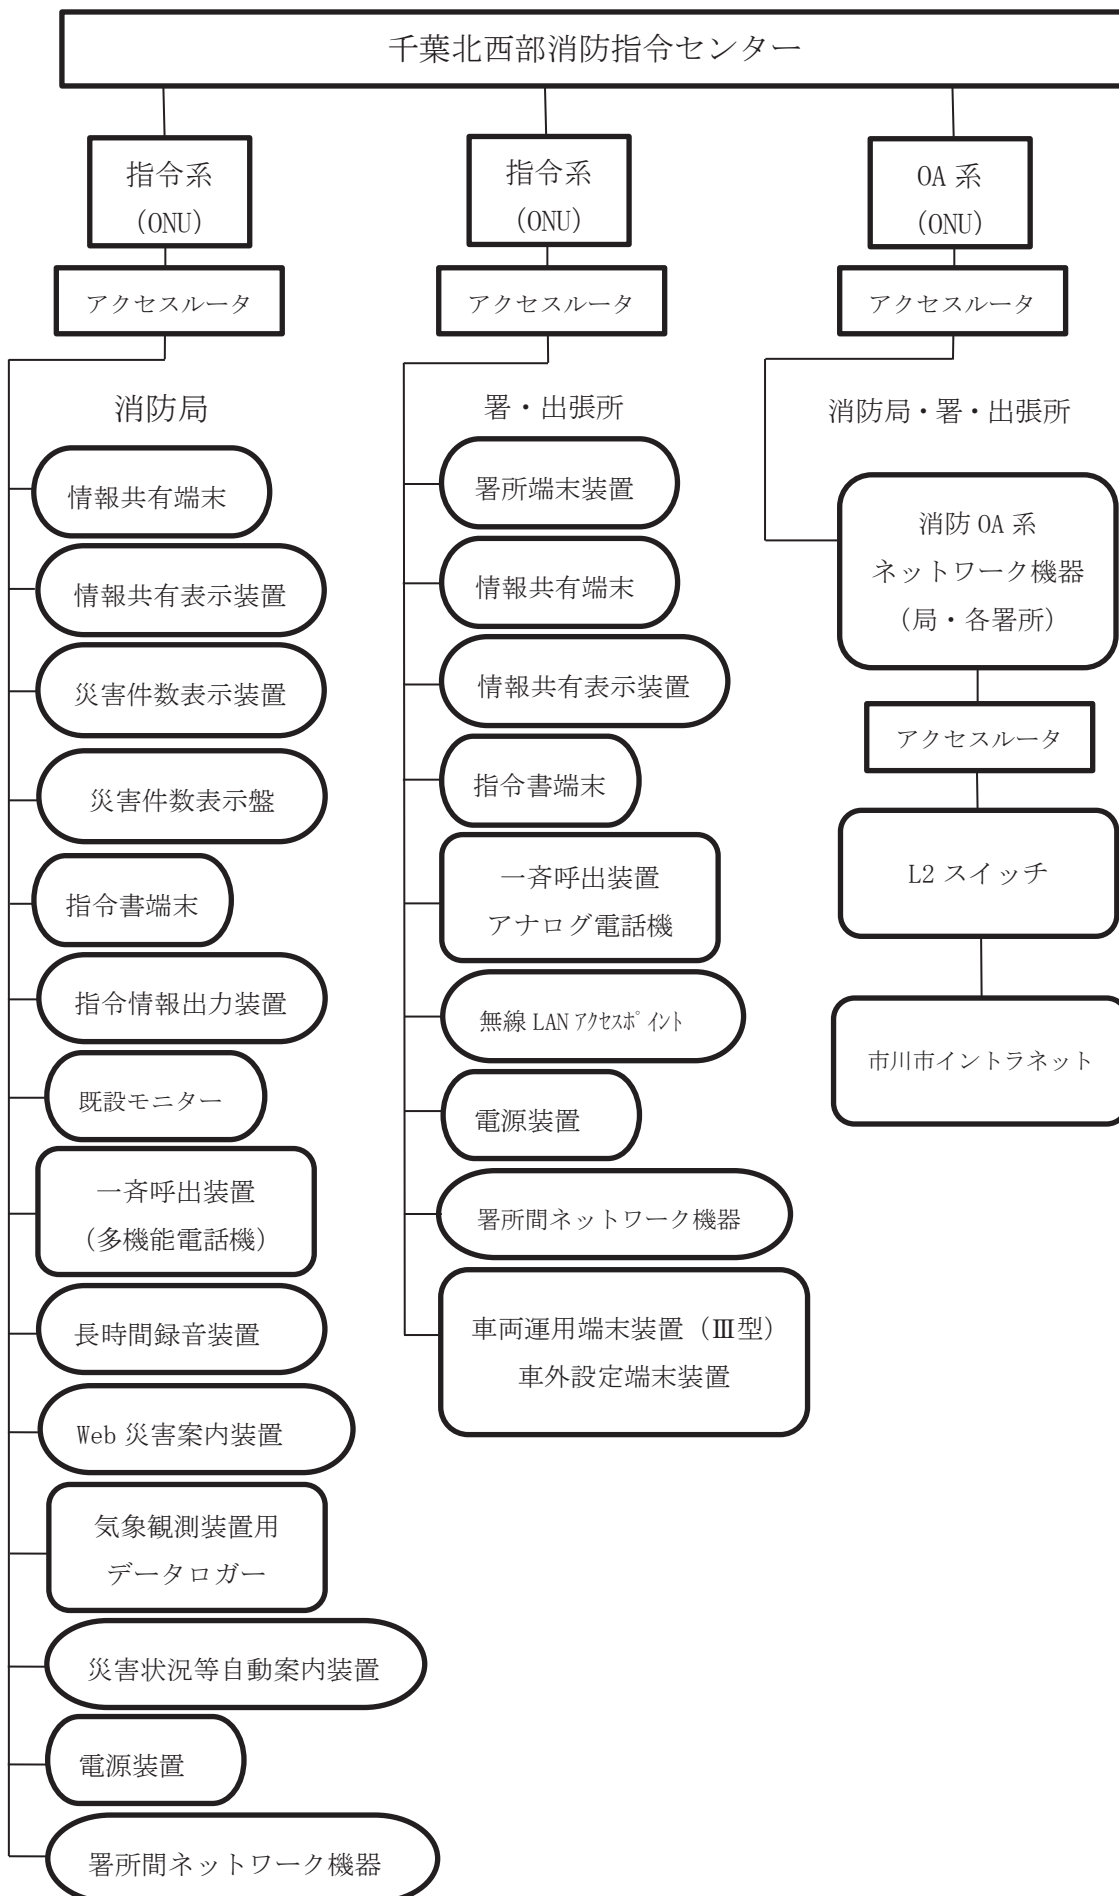 千葉北西部消防指令センター
指令系
（ONU）
アクセスルータ
消防局
情報共有端末
情報共有表示装置
災害件数表示装置
災害件数表示盤
指令書端末
指令情報出力装置
既設モニター
一斉呼出装置
（多機能電話機）
長時間録音装置
Web 災害案内装置
気象観測装置用
データロガー
災害状況等自動案内装置
電源装置
署所間ネットワーク機器
指令系
（ONU）
アクセスルータ
署・出張所
署所端末装置
情報共有端末
情報共有表示装置
指令書端末
一斉呼出装置
アナログ電話機
無線 LAN ｱｸｾｽﾎﾟｲﾝﾄ
電源装置
署所間ネットワーク機器
車両運用端末装置（Ⅲ型）
車外設定端末装置
OA 系
（ONU）
アクセスルータ
消防局・署・出張所
消防 OA 系
ネットワーク機器
（局・各署所）
アクセスルータ
L2 スイッチ
市川市イントラネット